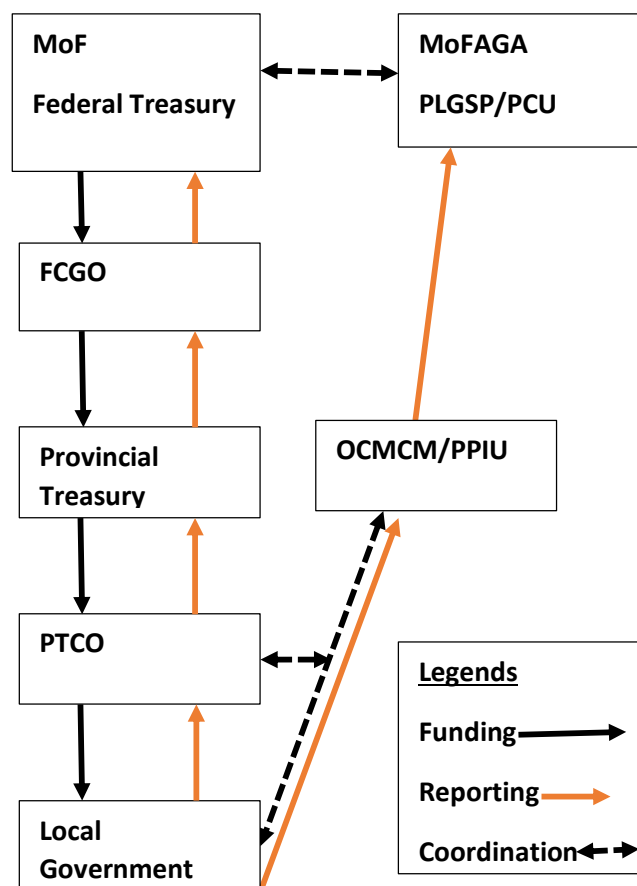 MoF
Federal Treasury
MoFAGA
PLGSP/PCU
FCGO
Provincial
Treasury
OCMCM/PPIU
PTCO
Local
Government
Legends
Funding
Reporting
Coordination